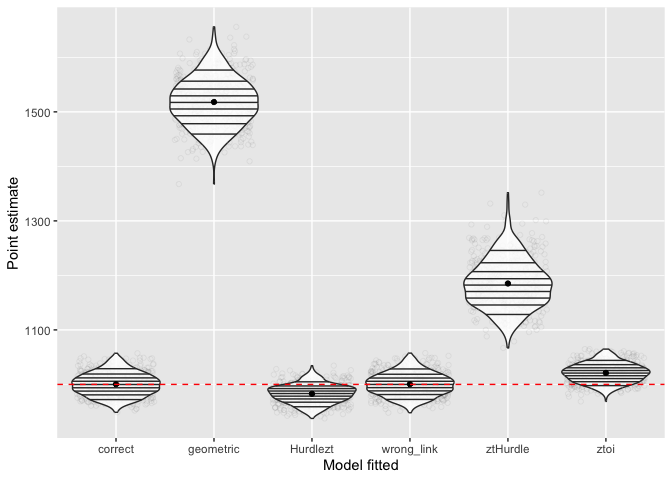 Point estimate
1500
1300
1100
correct geometric Hurdlezt wrong_link ztHurdle ztoi
Model fitted